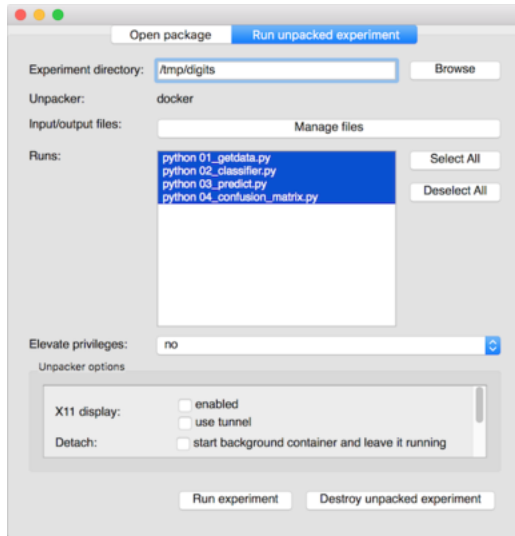 Open package Run unpacked experiment
Experiment directory: /tmp/digits Browse
Unpacker: docker
Input/output files: Manage files
Runs: python 01_getdata.py Select All
python 02_classifier.py
python 03_predict.py Deselect All
python 04_confusion_matrix.py
Elevate privileges: no
Unpacker options
X11 display: enabled
use tunnel
Detach: start background container and leave it running
Run experiment Destroy unpacked experiment